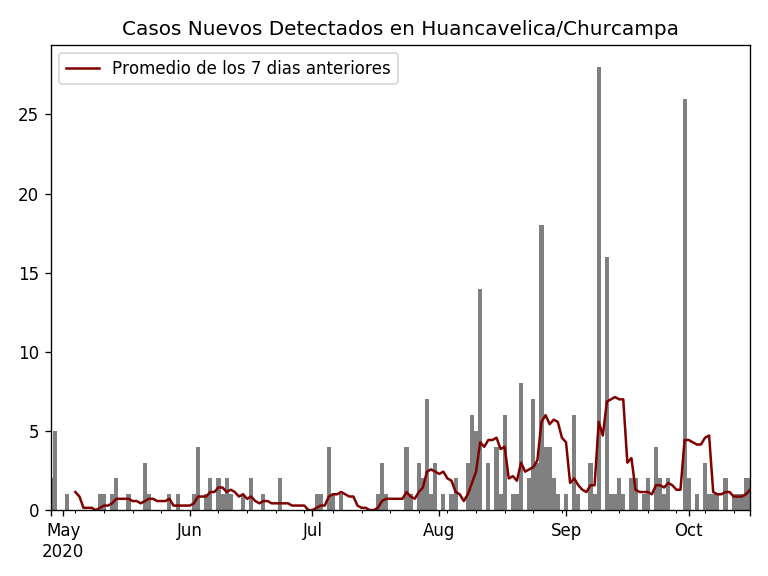 Casos Nuevos Detectados en Huancavelica/Churcampa
Promedio de los 7 dias anteriores
25
20
15
10
5
0
May Jun Jul Aug Sep Oct
2020